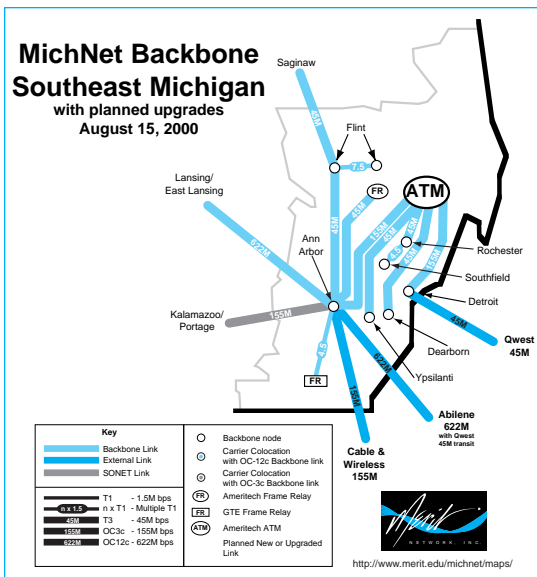 MichNet Backbone
Southeast Michigan
with planned upgrades
August 15, 2000
Saginaw
45M
Flint
7.5
Lansing/
East Lansing
622M
FR
ATM
45M
45M
155M
45M
45M
4.5
45M
155M
Rochester
Southfield
Ann
Arbor
Detroit
Kalamazoo/
Portage
155M
45M
Qwest
45M
Dearborn
Ypsilanti
4.5
FR
155M
622M
Abilene
622M
with Qwest
45M transit
Cable &
Wireless
155M
Key
Backbone Link
External Link
SONET Link
T1 - 1.5M bps
n x 1.5 n x T1 - Multiple T1
45M T3 - 45M bps
155M OC3c - 155M bps
622M OC12c - 622M bps
Backbone node
Carrier Colocation
with OC-12c Backbone link
Carrier Colocation
with OC-3c Backbone link
FR Ameritech Frame Relay
FR GTE Frame Relay
ATM Ameritech ATM
Planned New or Upgraded
Link
Merit
NETWORK, INC.
http://www.merit.edu/michnet/maps/